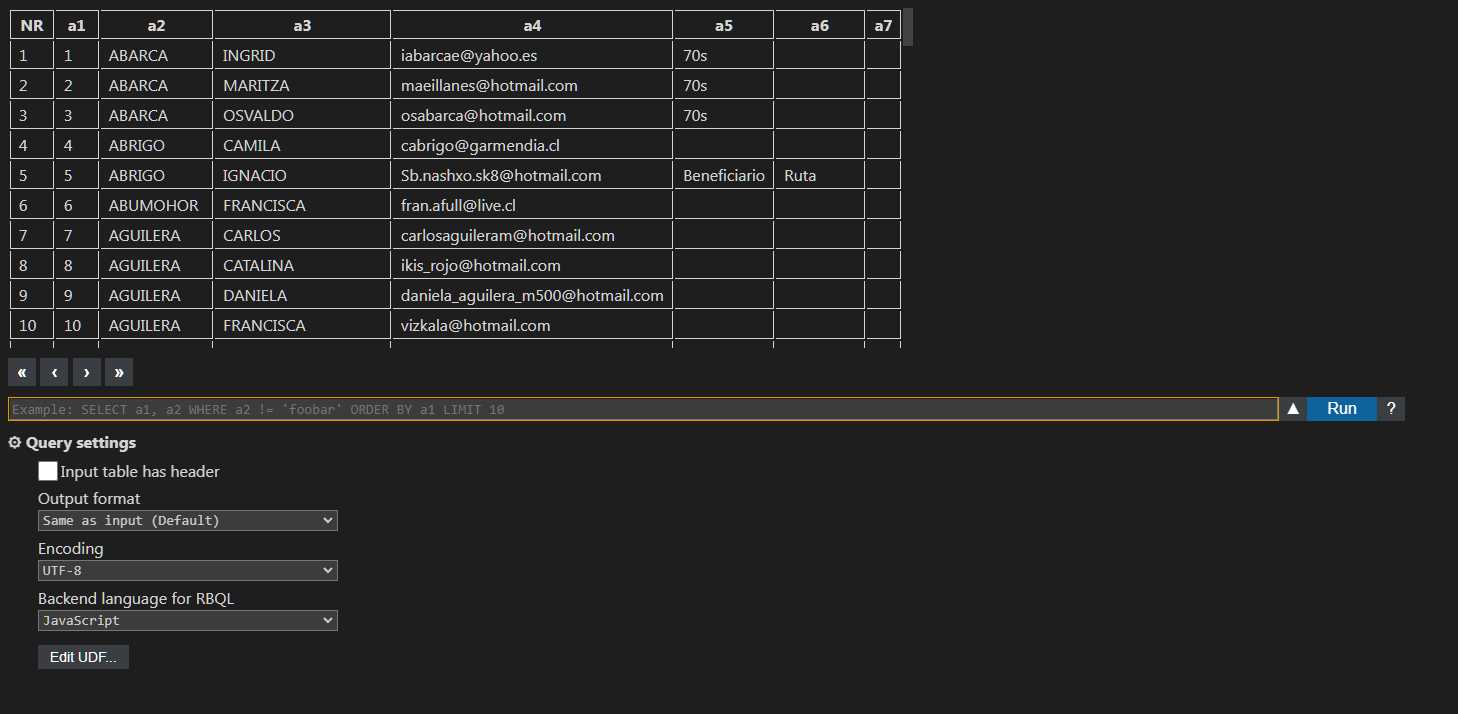 NR a1 a2 a3 a4 a5 a6 a7
1 1 ABARCA INGRID iabarcae@yahoo.es 70s
2 2 ABARCA MARITZA maeillanes@hotmail.com 70s
3 3 ABARCA OSVALDO osabarca@hotmail.com 70s
4 4 ABRIGO CAMILA cabrigo@garmendia.cl
5 5 ABRIGO IGNACIO Sb.nashxo.sk8@hotmail.com Beneficiario Ruta
6 6 ABUMOHOR FRANCISCA fran.afull@live.cl
7 7 AGUILERA CARLOS carlosaguileram@hotmail.com
8 8 AGUILERA CATALINA ikis_rojo@hotmail.com
9 9 AGUILERA DANIELA daniela_aguilera_m500@hotmail.com
10 10 AGUILERA FRANCISCA vizkala@hotmail.com
« ‹ › »
Example: SELECT a1, a2 WHERE a2 != 'foobar' ORDER BY a1 LIMIT 10 ▲ Run ?
⚙ Query settings
Input table has header
Output format
Same as input (Default)
Encoding
UTF-8
Backend language for RBQL
JavaScript
Edit UDF...